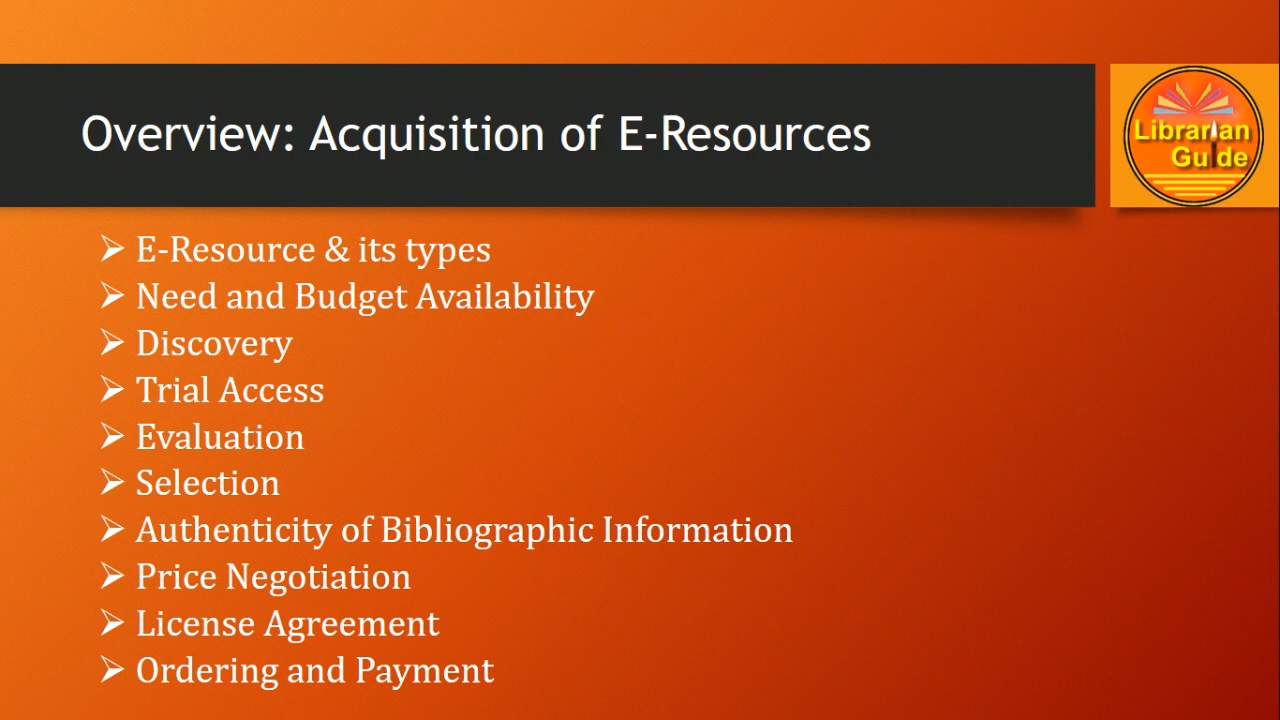 Overview: Acquisition of E-Resources
Librarian
Guide
➢ E-Resource & its types
➢ Need and Budget Availability
➢ Discovery
➢ Trial Access
➢ Evaluation
➢ Selection
➢ Authenticity of Bibliographic Information
➢ Price Negotiation
➢ License Agreement
➢ Ordering and Payment